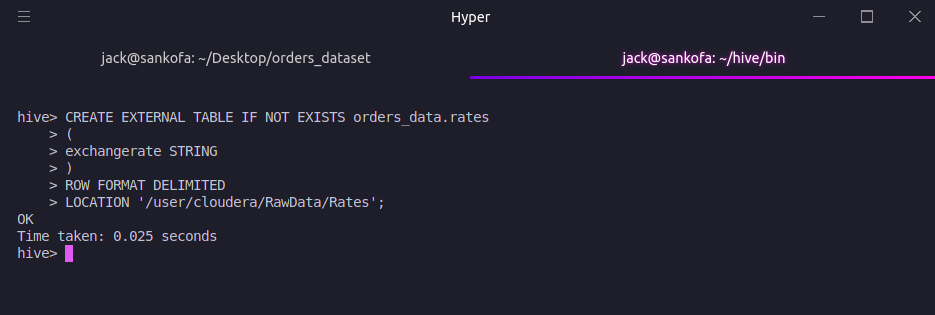 Hyper
jack@sankofa: ~/Desktop/orders_dataset
jack@sankofa: ~/hive/bin
hive> CREATE EXTERNAL TABLE IF NOT EXISTS orders_data.rates
    > (
    > exchangerate STRING
    > )
    > ROW FORMAT DELIMITED
    > LOCATION '/user/cloudera/RawData/Rates';
OK
Time taken: 0.025 seconds
hive>